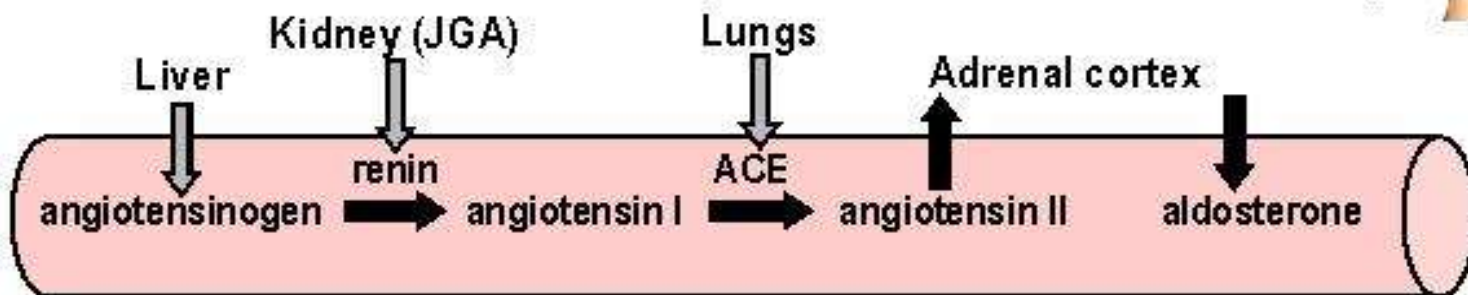 Kidney (JGA)
Lungs
Liver
Adrenal cortex
renin
ACE
angiotensinogen
angiotensin I
angiotensin II
aldosterone